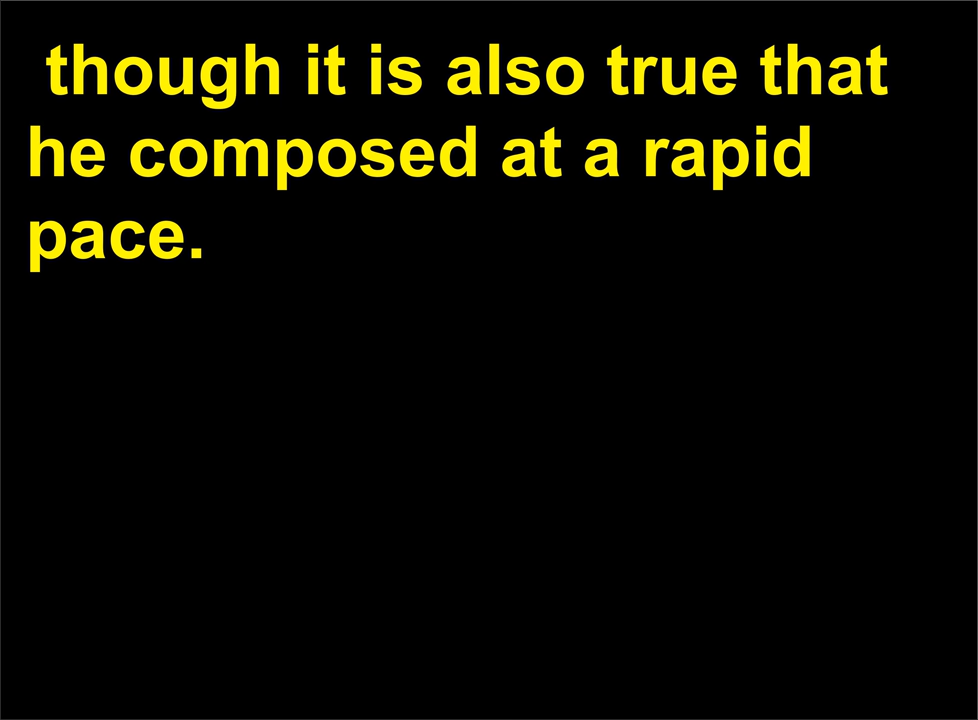 though it is also true that
he composed at a rapid
pace.